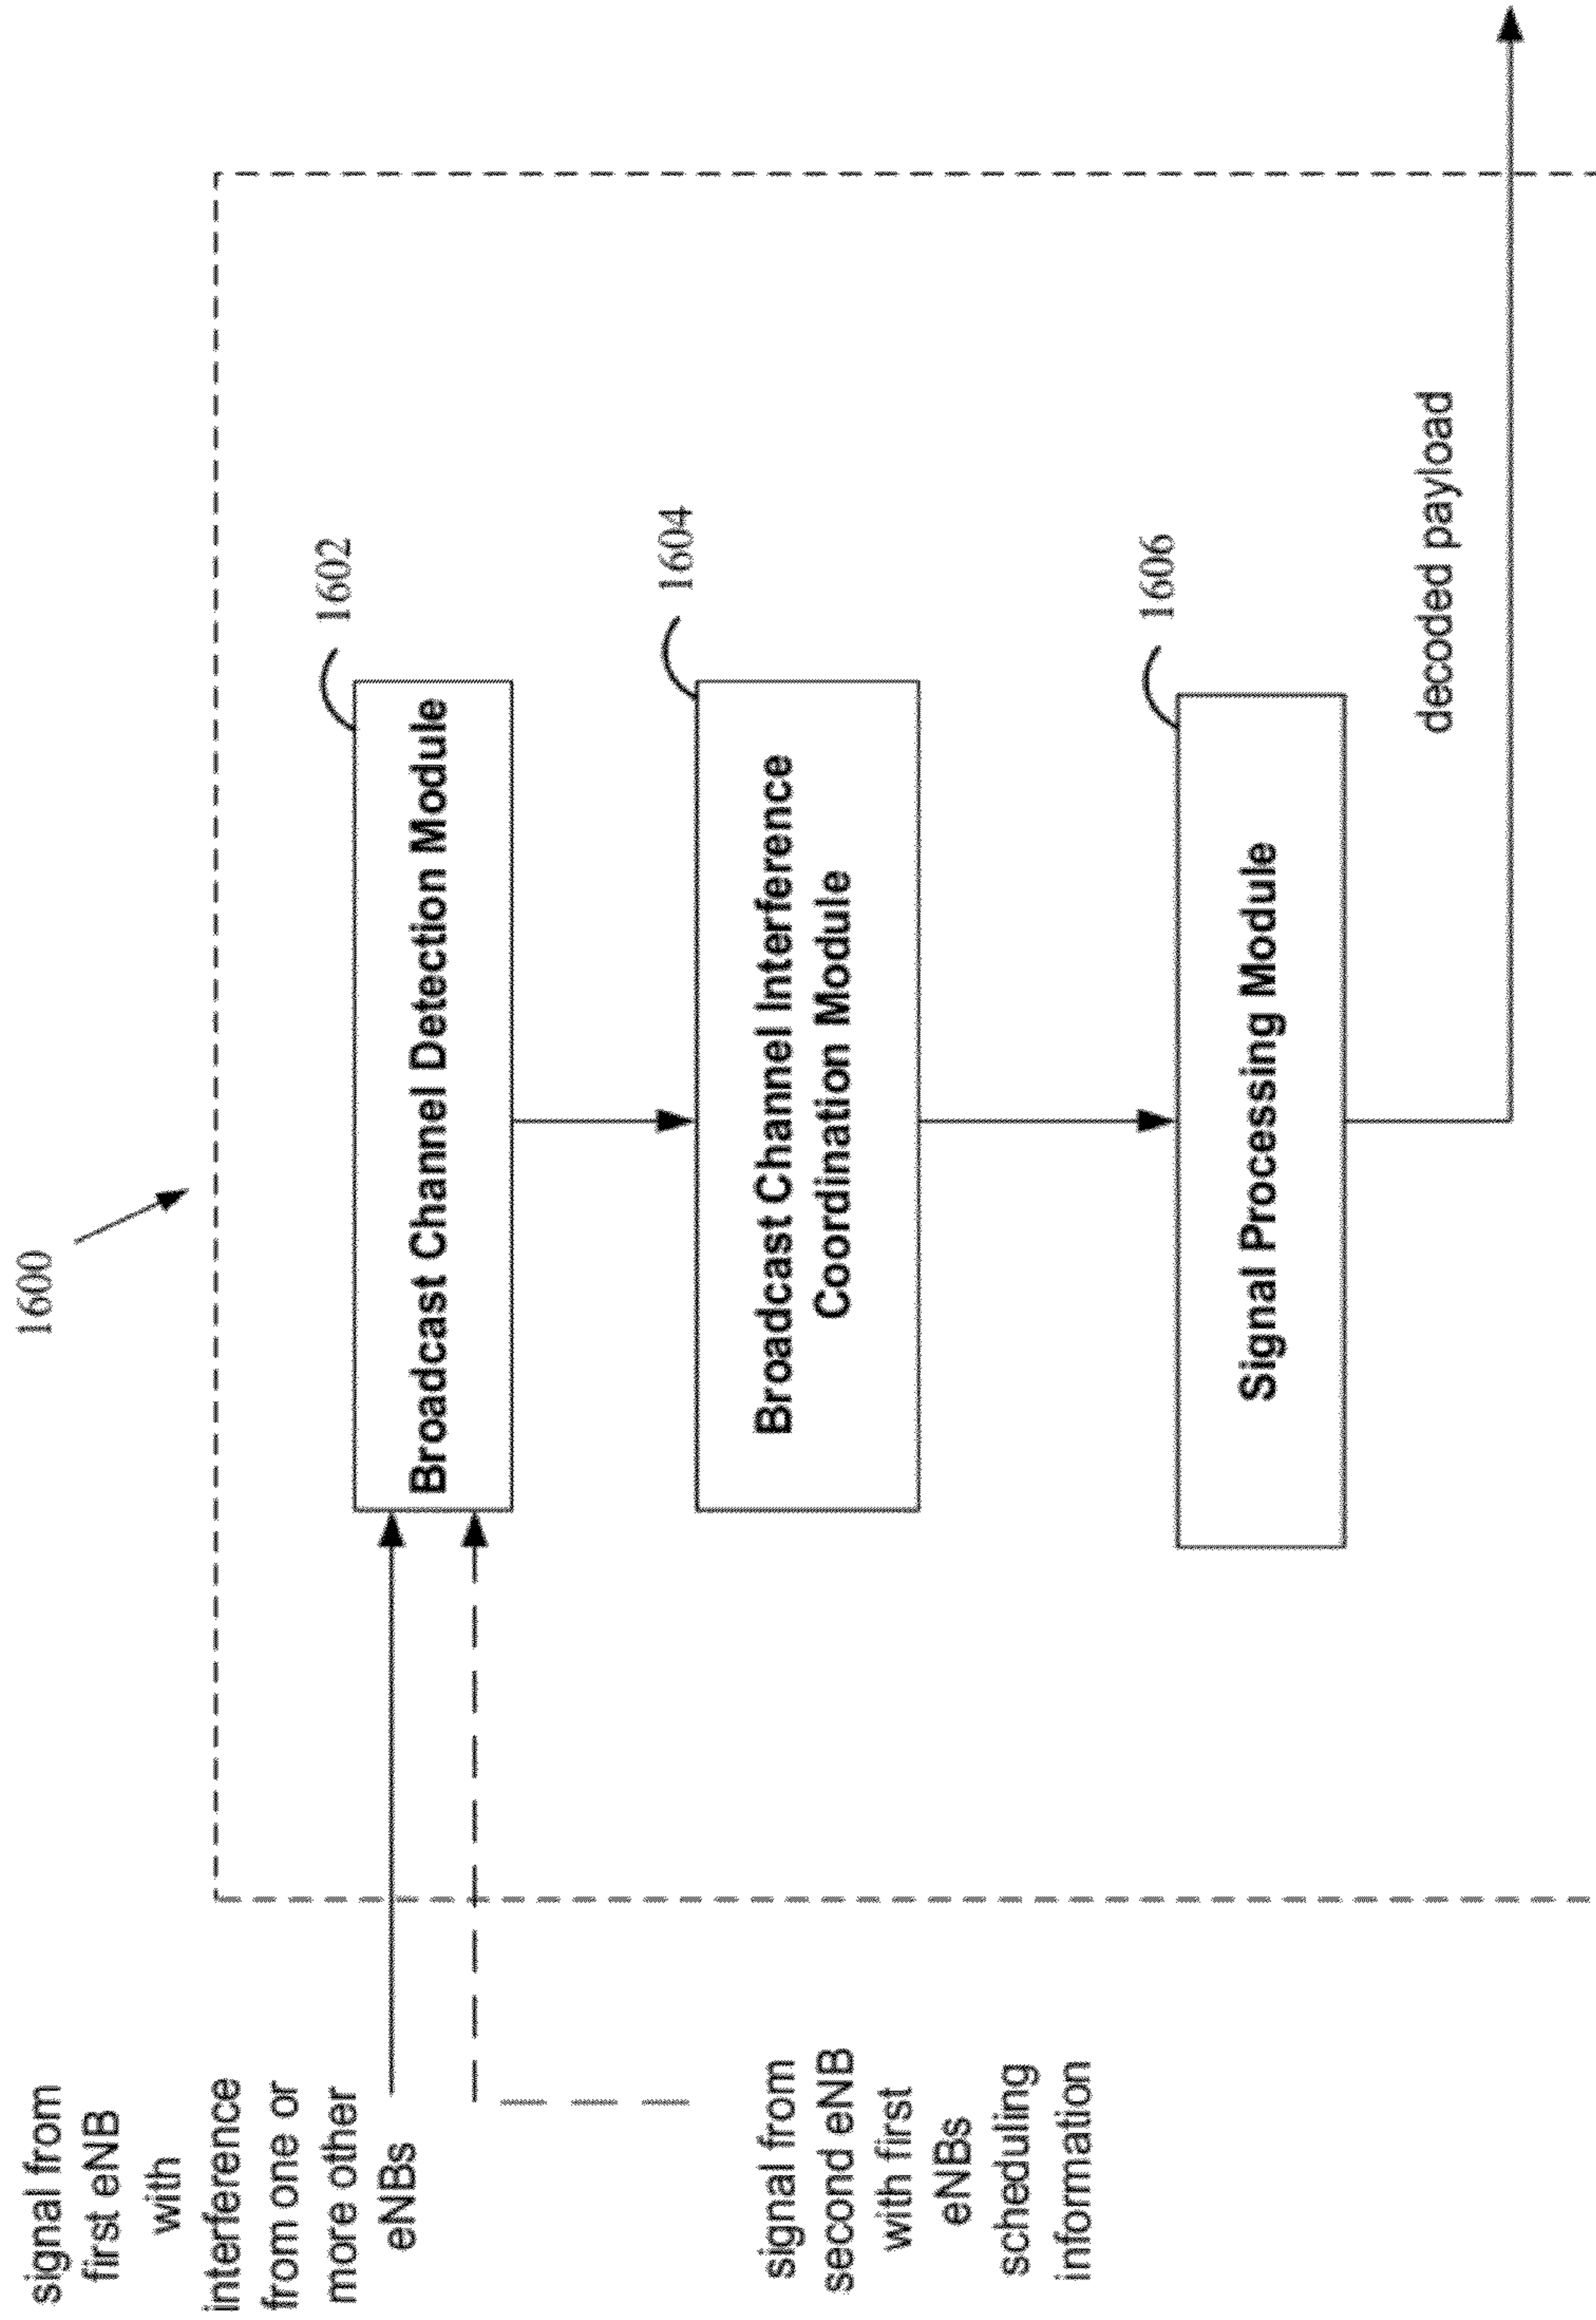 1600
signal from
first eNB
with
interference
from one or
more other
eNBs
1602
Broadcast Channel Detection Module
signal from
second eNB
with first
eNBs
scheduling
information
1604
Broadcast Channel Interference
Coordination Module
1606
Signal Processing Module
decoded payload